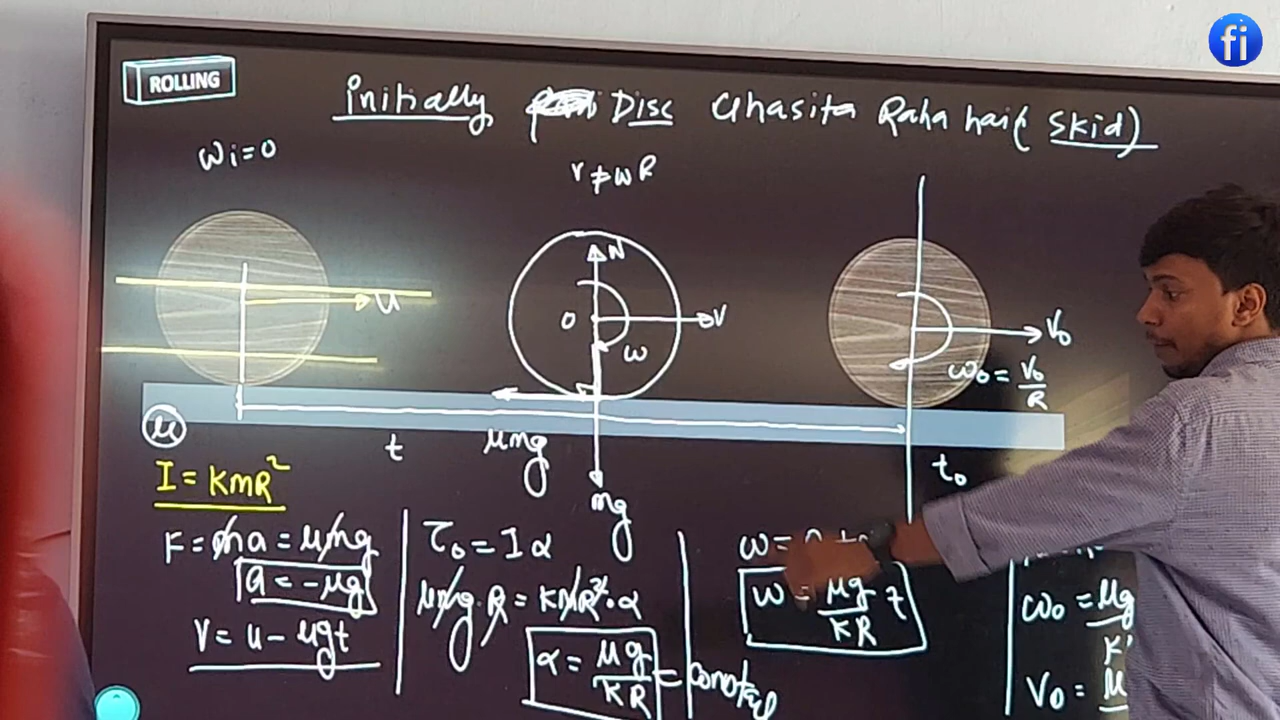 fi
ROLLING
Initially Disc Ghasita Raha hai (Skid)
ωi=0
v≠ωR
N
u
O
V
ω
V₀
ω₀ = V₀/R
μ
t
μmg
t₀
I = KMR²
mg
F = ma = μmg
a = -μg
V = u - μgt
τ₀ = I α
μmg.R = KMR².α
α = μg/KR = constant
ω =
ω = μg/KR t
ω₀ = μg
V₀ =